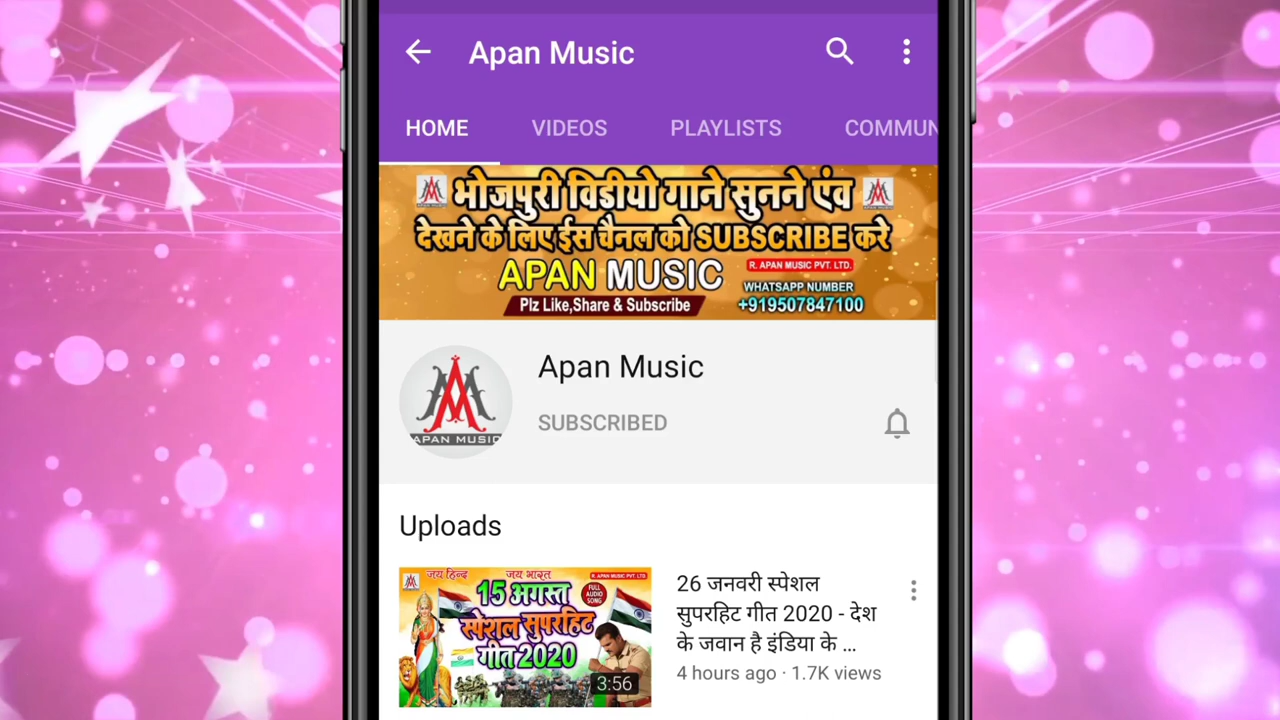 Apan Music
HOME VIDEOS PLAYLISTS COMMUN
भोजपुरी विडीयो गाने सुनने एंव
देखने के लिए ईस चैनल को SUBSCRIBE करे
APAN MUSIC
R. APAN MUSIC PVT. LTD.
WHATSAPP NUMBER
Plz Like,Share & Subscribe
+919507847100
Apan Music
SUBSCRIBED
APAN MUSIC
Uploads
जय हिन्द जय भारत
R. APAN MUSIC PVT. LTD
15 अगस्त
FULL AUDIO SONG
स्पेशल सुपरहिट
गीत 2020
3:56
26 जनवरी स्पेशल
सुपरहिट गीत 2020 - देश
के जवान है इंडिया के ...
4 hours ago · 1.7K views